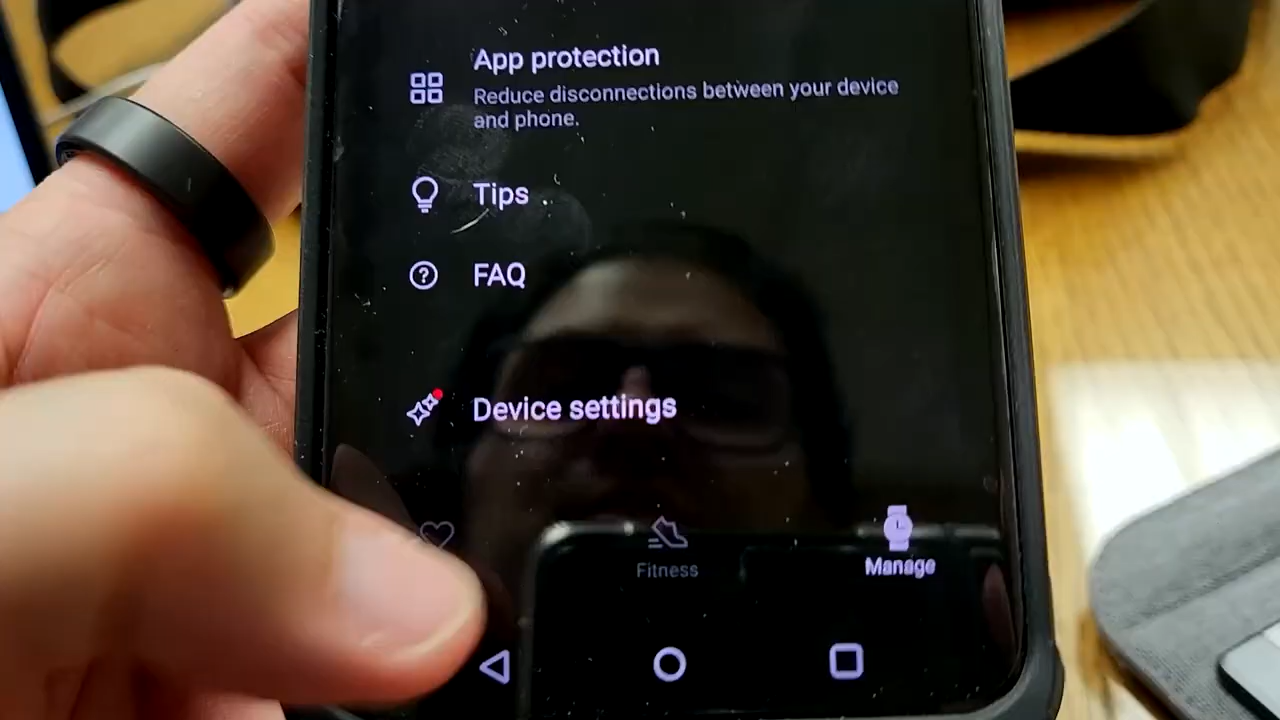 App protection
Reduce disconnections between your device
and phone.
Tips
FAQ
Device settings
Fitness
Manage